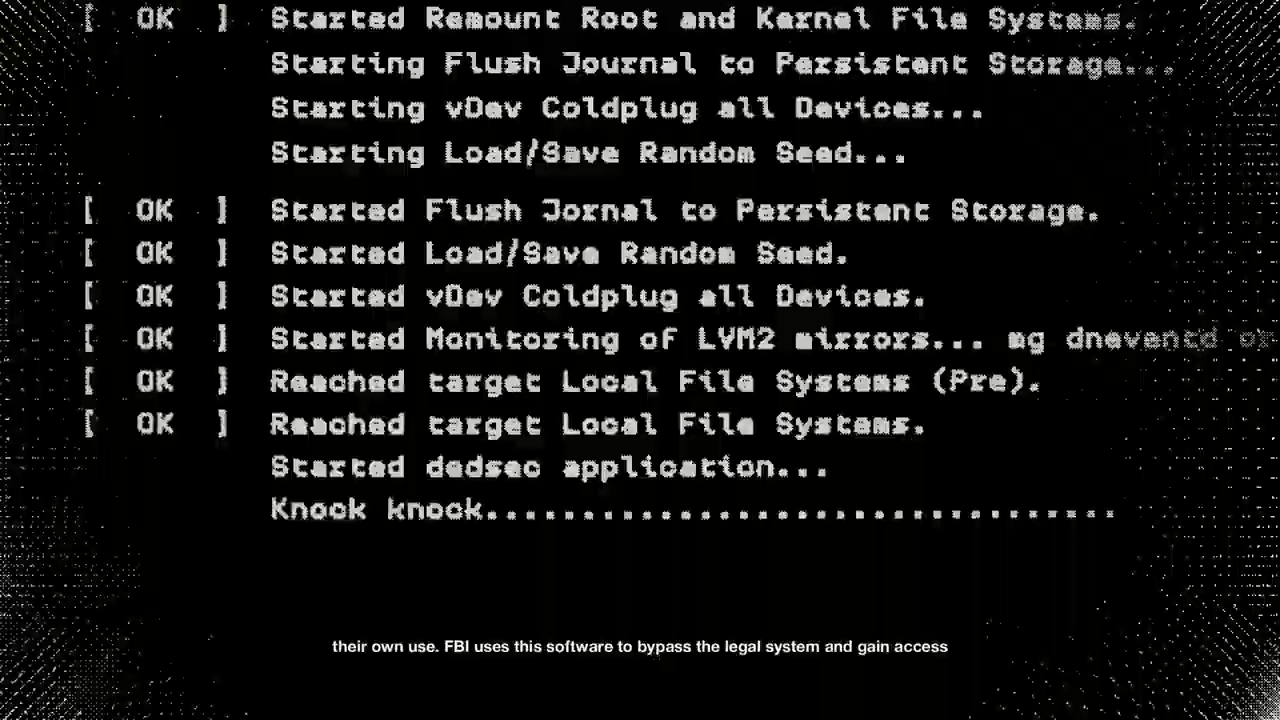 [ OK ] Started Remount Root and Kernel File Systems.
Starting Flush Journal to Persistent Storage...
Starting vDev Coldplug all Devices...
Starting Load/Save Random Seed...
[ OK ] Started Flush Jornal to Persistent Storage.
[ OK ] Started Load/Save Random Seed.
[ OK ] Started vDev Coldplug all Devices.
[ OK ] Started Monitoring of LVM2 mirrors... mg dneventd or
[ OK ] Reached target Local File Systems (Pre).
[ OK ] Reached target Local File Systems.
Started dedsec application...
Knock knock.................................
their own use. FBI uses this software to bypass the legal system and gain access